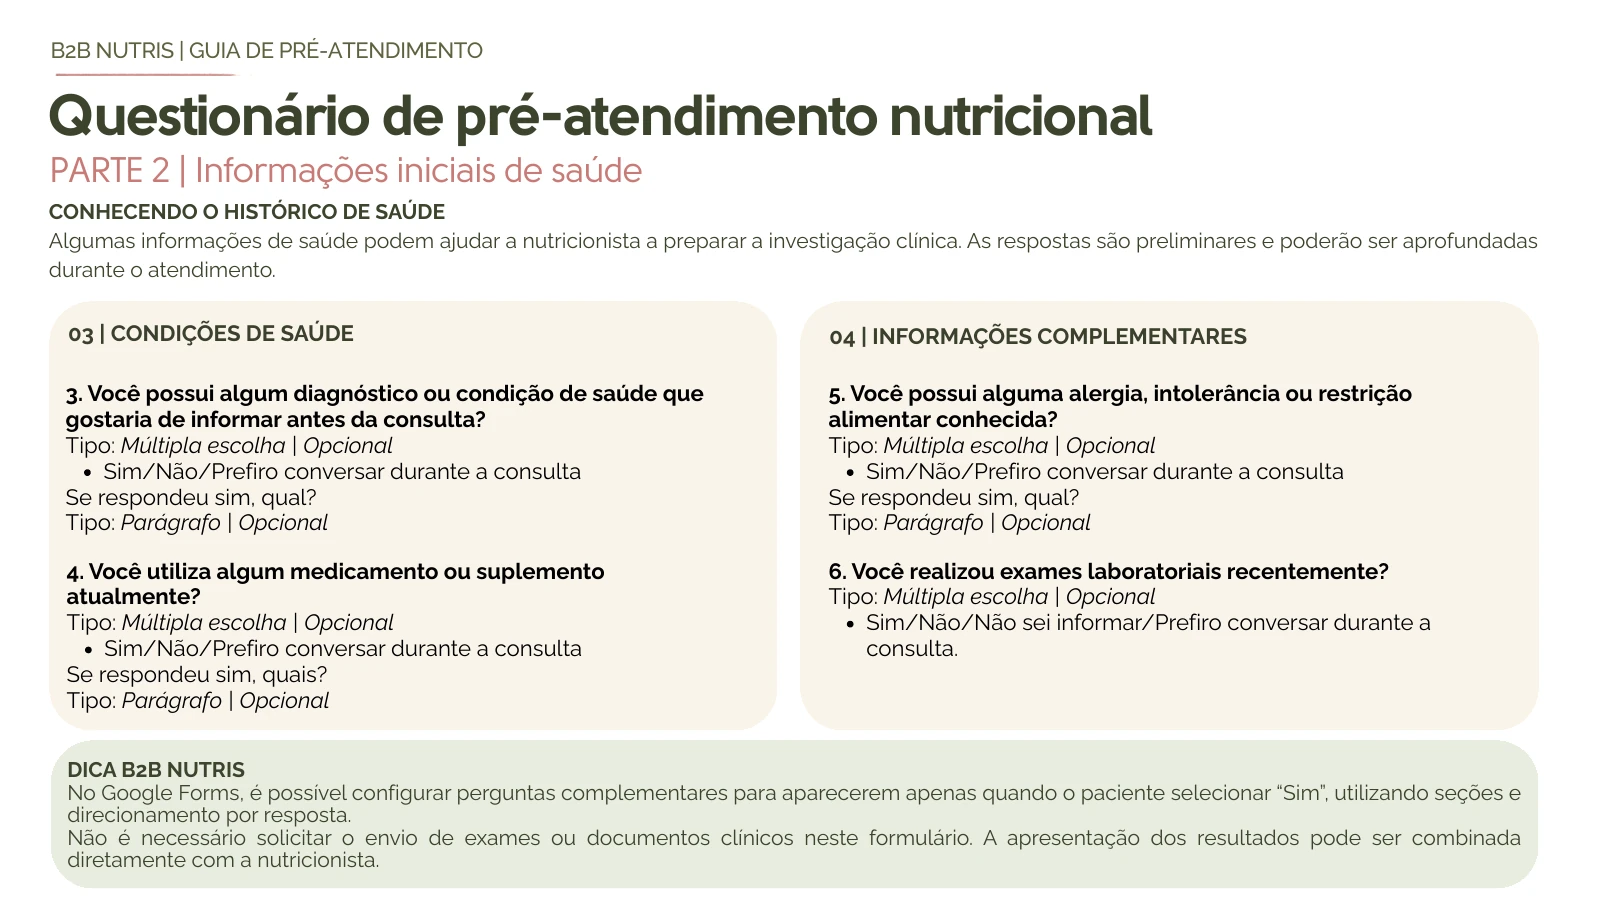 B2B NUTRIS | GUIA DE PRÉ-ATENDIMENTO
Questionário de pré-atendimento nutricional
PARTE 2 | Informações iniciais de saúde
CONHECENDO O HISTÓRICO DE SAÚDE
Algumas informações de saúde podem ajudar a nutricionista a preparar a investigação clínica. As respostas são preliminares e poderão ser aprofundadas
durante o atendimento.
03 | CONDIÇÕES DE SAÚDE
3. Você possui algum diagnóstico ou condição de saúde que
gostaria de informar antes da consulta?
Tipo: Múltipla escolha | Opcional
• Sim/Não/Prefiro conversar durante a consulta
Se respondeu sim, qual?
Tipo: Parágrafo | Opcional
4. Você utiliza algum medicamento ou suplemento
atualmente?
Tipo: Múltipla escolha | Opcional
• Sim/Não/Prefiro conversar durante a consulta
Se respondeu sim, quais?
Tipo: Parágrafo | Opcional
04 | INFORMAÇÕES COMPLEMENTARES
5. Você possui alguma alergia, intolerância ou restrição
alimentar conhecida?
Tipo: Múltipla escolha | Opcional
• Sim/Não/Prefiro conversar durante a consulta
Se respondeu sim, qual?
Tipo: Parágrafo | Opcional
6. Você realizou exames laboratoriais recentemente?
Tipo: Múltipla escolha | Opcional
• Sim/Não/Não sei informar/Prefiro conversar durante a
consulta.
DICA B2B NUTRIS
No Google Forms, é possível configurar perguntas complementares para aparecerem apenas quando o paciente selecionar “Sim”, utilizando seções e
direcionamento por resposta.
Não é necessário solicitar o envio de exames ou documentos clínicos neste formulário. A apresentação dos resultados pode ser combinada
diretamente com a nutricionista.